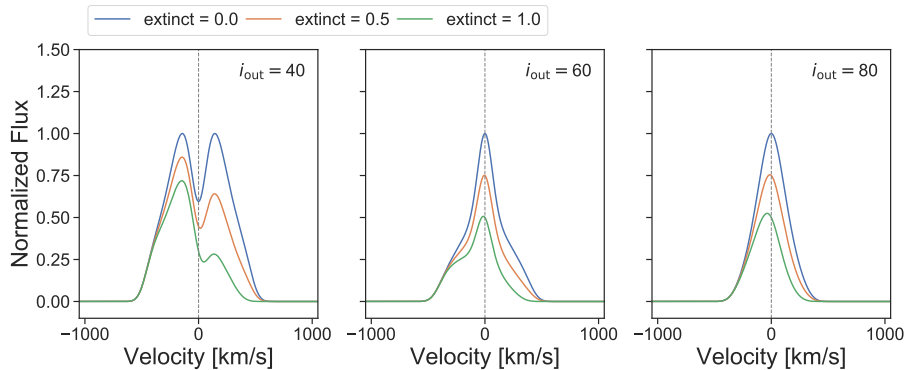 extinct = 0.0 extinct = 0.5 extinct = 1.0
Normalized Flux
1.50
1.25
1.00
0.75
0.50
0.25
0.00
i_out = 40
−1000 0 1000
Velocity [km/s]
i_out = 60
−1000 0 1000
Velocity [km/s]
i_out = 80
−1000 0 1000
Velocity [km/s]